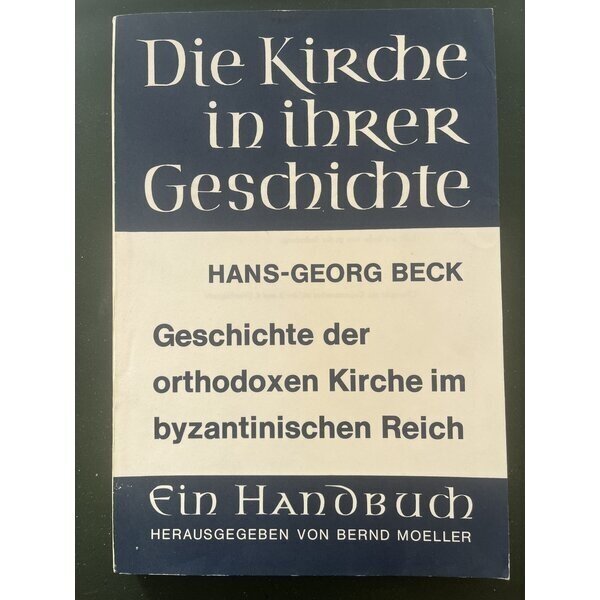 Die Kirche
in ihrer
Geschichte
HANS-GEORG BECK
Geschichte der
orthodoxen Kirche im
byzantinischen Reich
Ein Handbuch
HERAUSGEGEBEN VON BERND MOELLER